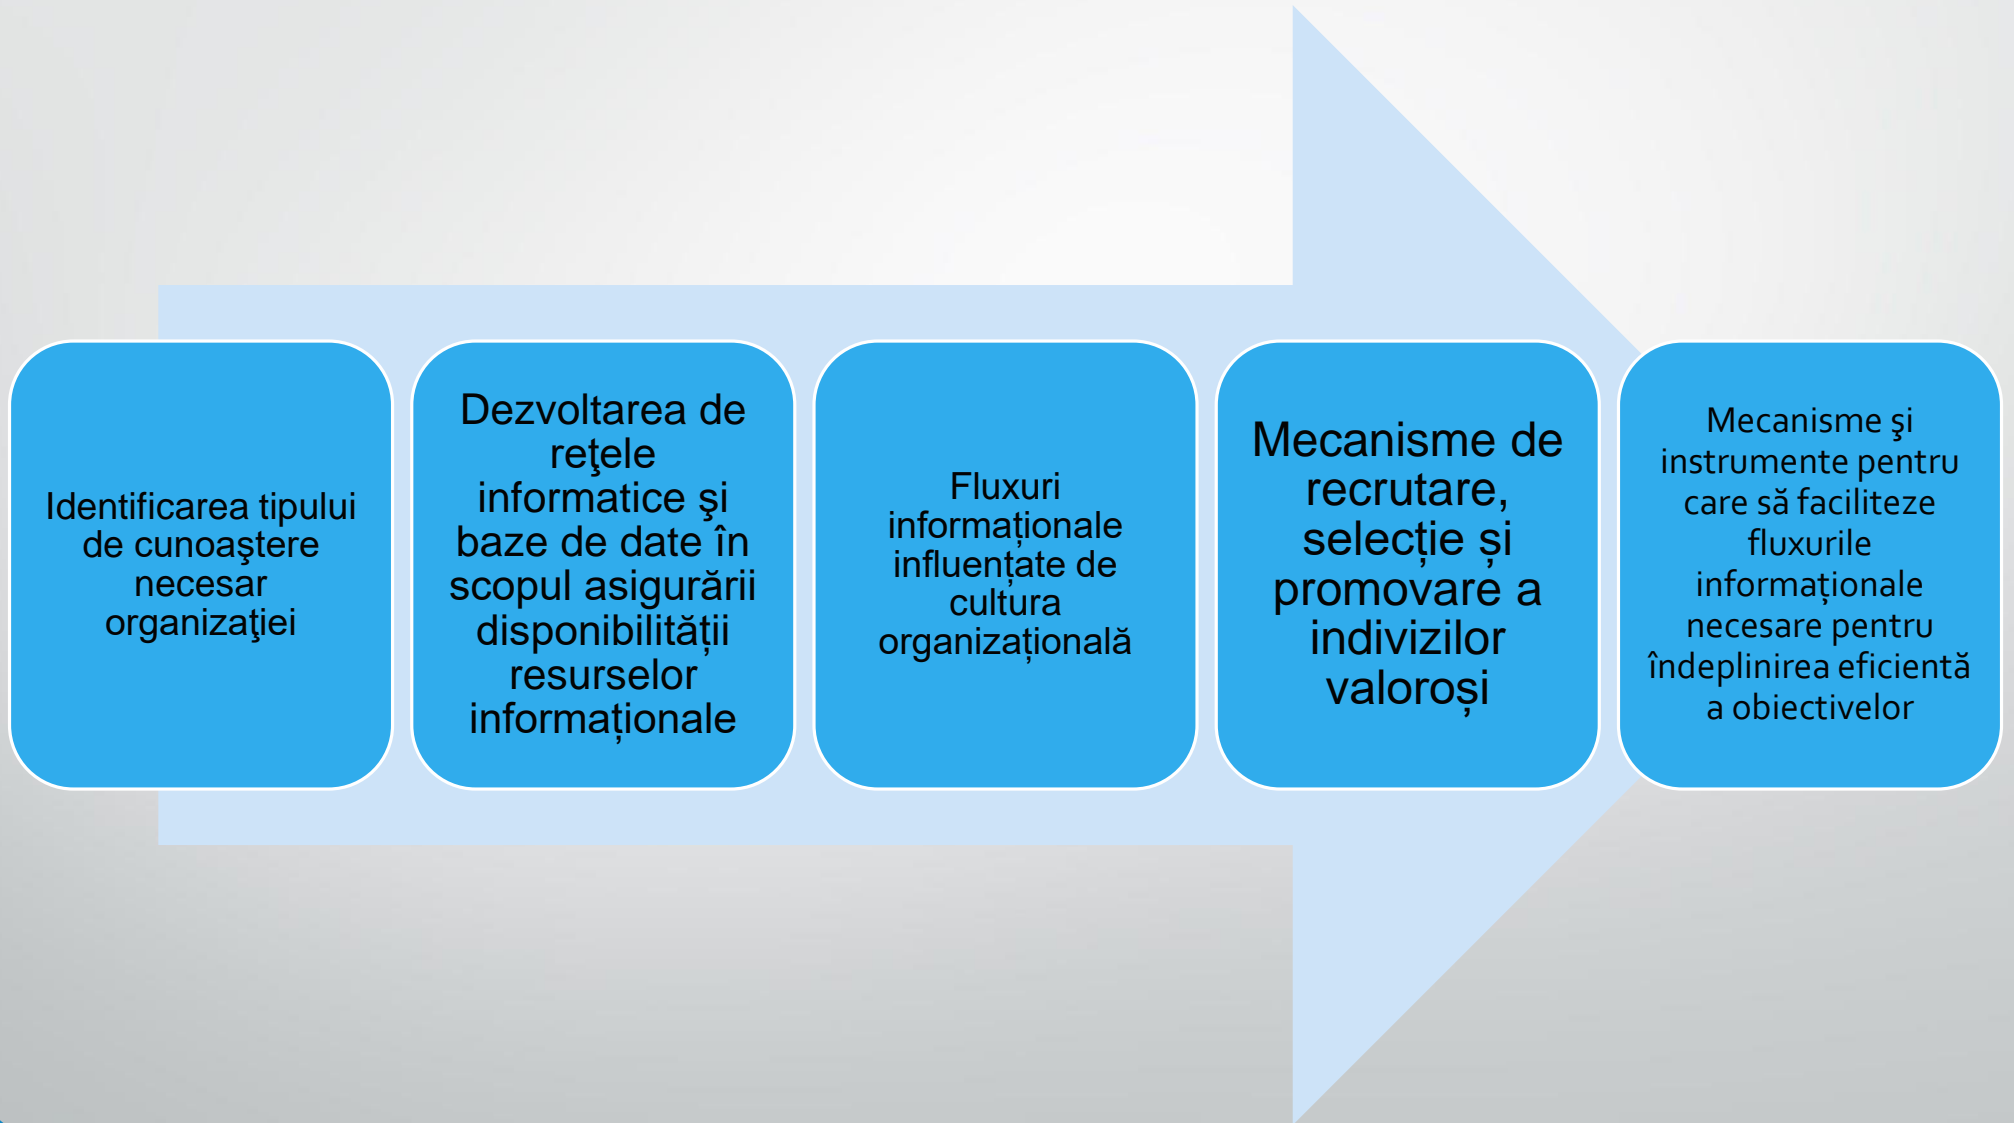 Identificarea tipului
de cunoaştere
necesar
organizaţiei
Dezvoltarea de
reţele
informatice şi
baze de date în
scopul asigurării
disponibilității
resurselor
informaționale
Fluxuri
informaționale
influențate de
cultura
organizațională
Mecanisme de
recrutare,
selecție și
promovare a
indivizilor
valoroși
Mecanisme şi
instrumente pentru
care să faciliteze
fluxurile
informaționale
necesare pentru
îndeplinirea eficientă
a obiectivelor